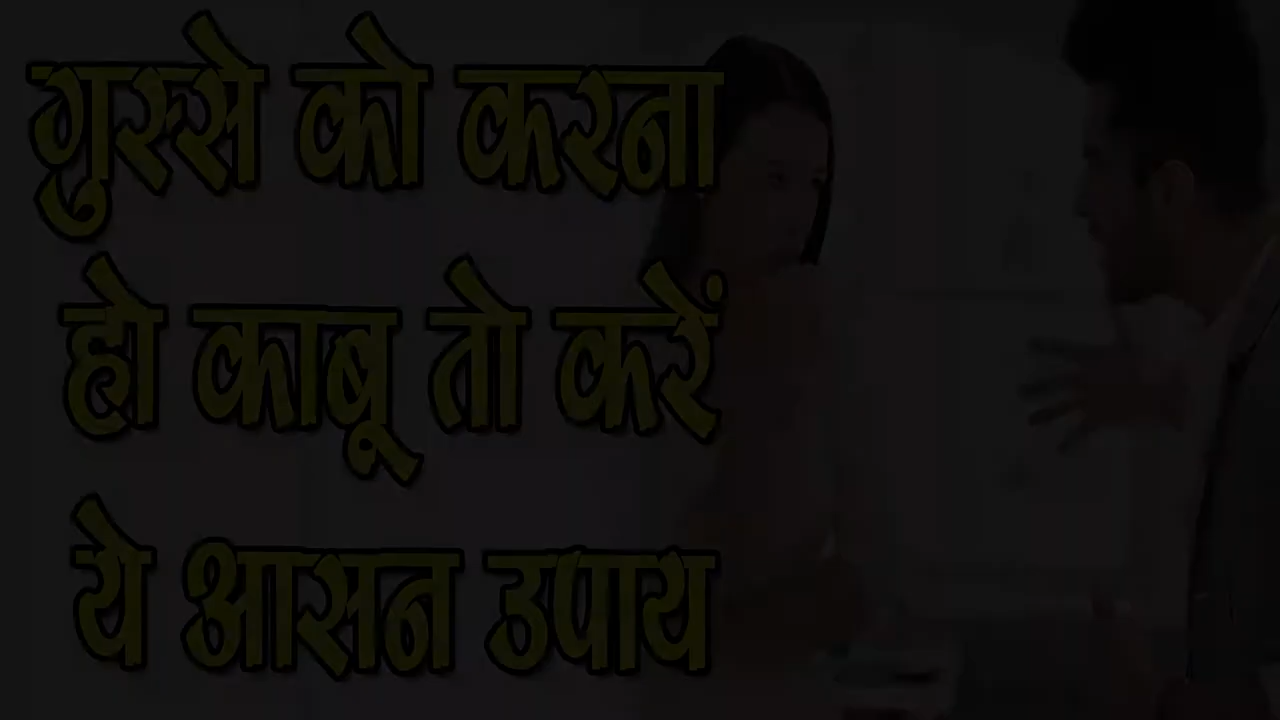 गुस्से को करना
हो काबू तो करें
ये आसन उपाय